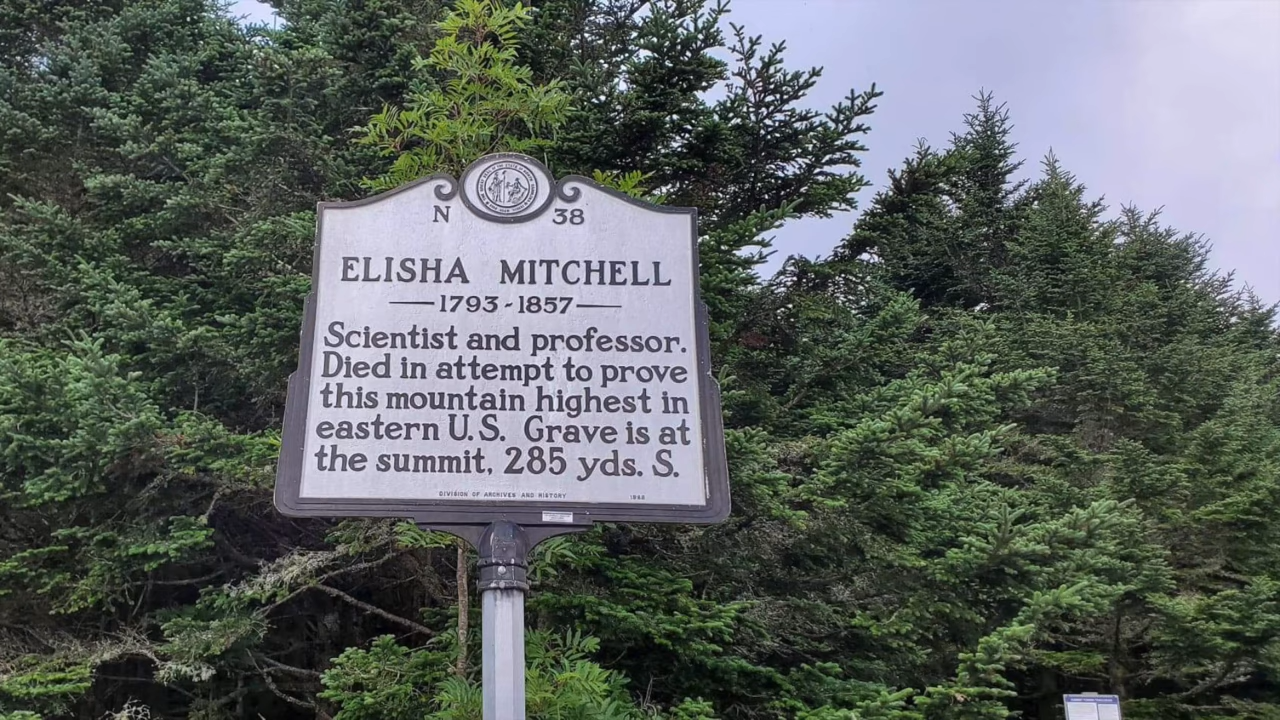 N 38
ELISHA MITCHELL
1793-1857
Scientist and professor.
Died in attempt to prove
this mountain highest in
eastern U.S. Grave is at
the summit, 285 yds. S.
DIVISION OF ARCHIVES AND HISTORY